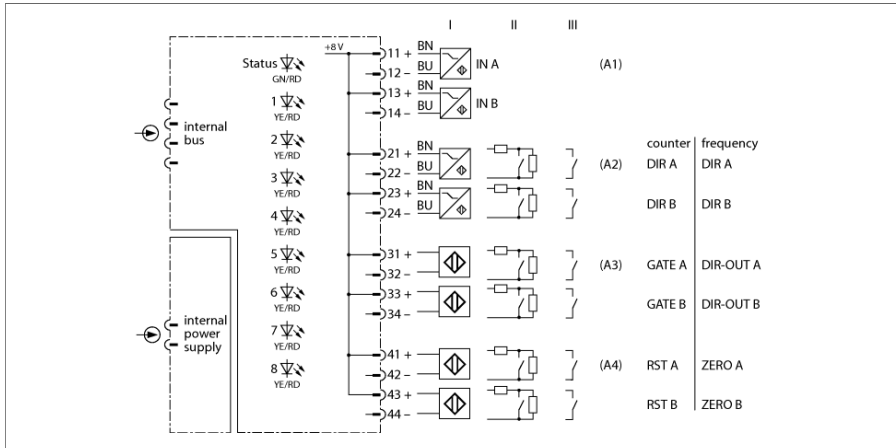 I II III
+8 V
11 + BN
Status
GN/RD
12 – BU
IN A
(A1)
13 + BN
1
YE/RD
14 – BU
IN B
internal
bus
2
YE/RD
counter frequency
21 + BN
22 – BU
(A2) DIR A DIR A
3
YE/RD
23 + BN
24 – BU
DIR B DIR B
4
YE/RD
5
YE/RD
31 +
32 –
(A3) GATE A DIR-OUT A
6
YE/RD
33 +
34 –
GATE B DIR-OUT B
internal
power
supply
7
YE/RD
41 +
42 –
(A4) RST A ZERO A
8
YE/RD
43 +
44 –
RST B ZERO B